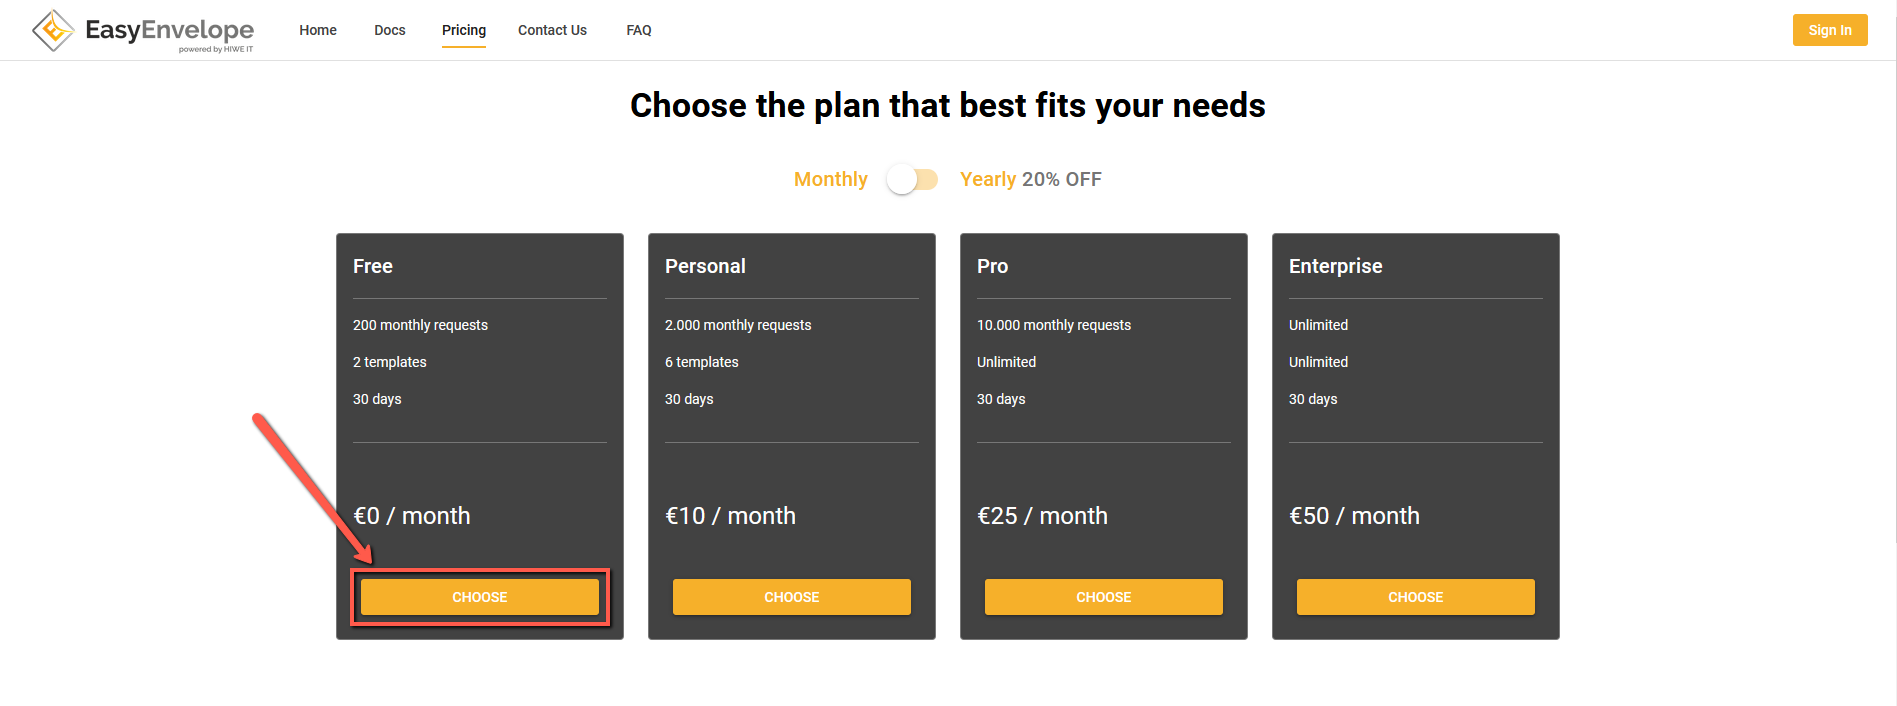 EasyEnvelope
powered by HIWE IT
Home
Docs
Pricing
Contact Us
FAQ
Sign In
Choose the plan that best fits your needs
Monthly
Yearly 20% OFF
Free
200 monthly requests
2 templates
30 days
€0 / month
CHOOSE
Personal
2.000 monthly requests
6 templates
30 days
€10 / month
CHOOSE
Pro
10.000 monthly requests
Unlimited
30 days
€25 / month
CHOOSE
Enterprise
Unlimited
Unlimited
30 days
€50 / month
CHOOSE